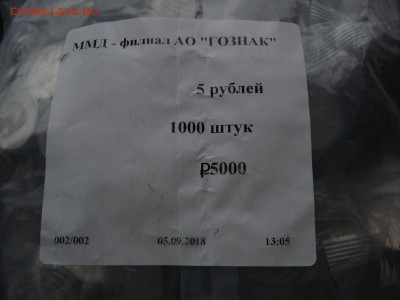 ММД - филиал АО "ГОЗНАК"
5 рублей
1000 штук
₽5000
002/002 05.09.2018 13:05